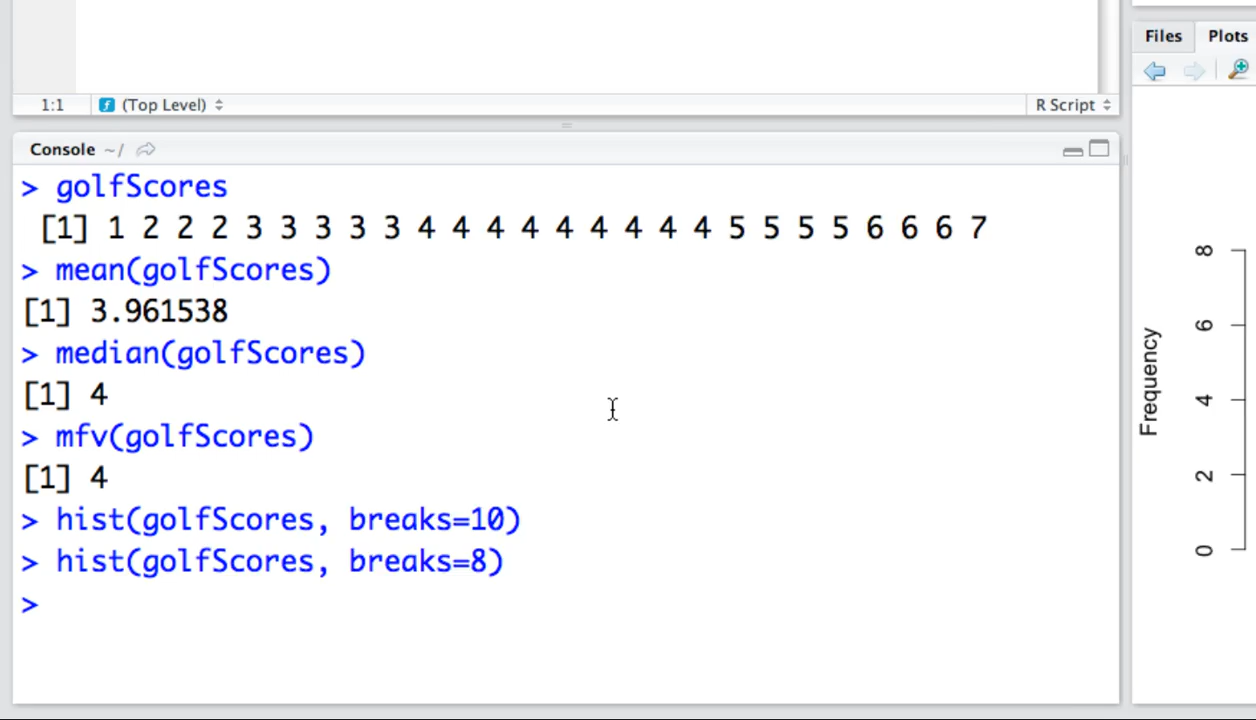 1:1 (Top Level) R Script
Console ~/
> golfScores
[1] 1 2 2 2 3 3 3 3 3 4 4 4 4 4 4 4 4 4 5 5 5 5 6 6 6 7
> mean(golfScores)
[1] 3.961538
> median(golfScores)
[1] 4
> mfv(golfScores)
[1] 4
> hist(golfScores, breaks=10)
> hist(golfScores, breaks=8)
>
Files Plots
Frequency
8
6
4
2
0